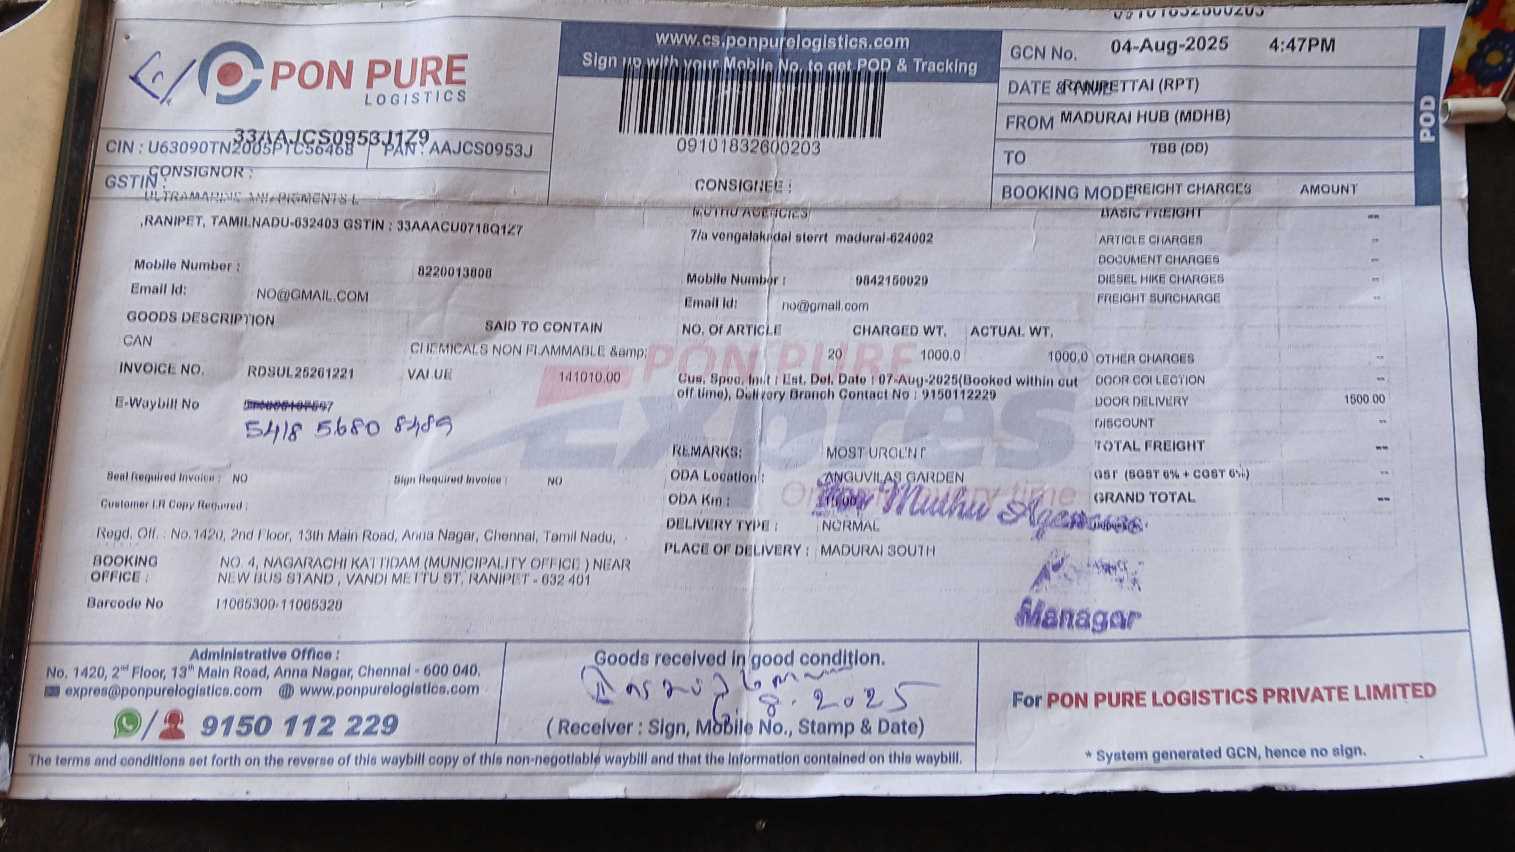 09101832600203
PON PURE
LOGISTICS
www.cs.ponpurelogistics.com
Sign up with your Mobile No. to get POD & Tracking
09101832600203
GCN No. 04-Aug-2025 4:47PM
DATE & TIME RANIPETTAI (RPT)
FROM MADURAI HUB (MDHB)
TO TBB (DD)
BOOKING MODE FREIGHT CHARGES AMOUNT
POD
33AAJCS0953J1Z9
CIN : U63090TN2005PTC56468 PAN : AAJCS0953J
GSTIN :
CONSIGNOR :
ULTRAMARINE AND PIGMENTS L
,RANIPET, TAMILNADU-632403 GSTIN : 33AAACU0718Q1Z7
Mobile Number : 8220013808
Email Id: NO@GMAIL.COM
CONSIGNEE :
MUTHU AGENCIES
7/a vengalakadai sterrt madurai-624002
Mobile Number : 9842150029
Email Id: no@gmail.com
BASIC FREIGHT --
ARTICLE CHARGES --
DOCUMENT CHARGES --
DIESEL HIKE CHARGES --
FREIGHT SURCHARGE --
OTHER CHARGES --
DOOR COLLECTION --
DOOR DELIVERY 1500.00
DISCOUNT --
TOTAL FREIGHT --
GST (SGST 6% + CGST 6%) --
GRAND TOTAL --
GOODS DESCRIPTION SAID TO CONTAIN
CAN CHEMICALS NON FLAMMABLE &amp;
INVOICE NO. RDSUL25261221 VALUE 141010.00
E-Waybill No
5418 5680 8489
NO. Of ARTICLE CHARGED WT. ACTUAL WT.
20 1000.0 1000.0
PON PURE
Expres
Cus. Spec. Inst : Est. Del. Date : 07-Aug-2025(Booked within cut
off time), Delivery Branch Contact No : 9150112229
REMARKS: MOST URGENT
ODA Location : ANGUVILAS GARDEN
ODA Km :
DELIVERY TYPE : NORMAL
PLACE OF DELIVERY : MADURAI SOUTH
For Muthu Agencies
Manager
Seal Required Invoice : NO Sign Required Invoice : NO
Customer LR Copy Required :
Regd. Off. : No.1420, 2nd Floor, 13th Main Road, Anna Nagar, Chennai, Tamil Nadu,
BOOKING OFFICE : NO. 4, NAGARACHI KATTIDAM (MUNICIPALITY OFFICE ) NEAR
NEW BUS STAND , VANDI METTU ST, RANIPET - 632 401
Barcode No 11065309-11065328
Administrative Office :
No. 1420, 2nd Floor, 13th Main Road, Anna Nagar, Chennai - 600 040.
expres@ponpurelogistics.com www.ponpurelogistics.com
9150 112 229
Goods received in good condition.
8.2025
( Receiver : Sign, Mobile No., Stamp & Date)
For PON PURE LOGISTICS PRIVATE LIMITED
* System generated GCN, hence no sign.
The terms and conditions set forth on the reverse of this waybill copy of this non-negotiable waybill and that the information contained on this waybill.